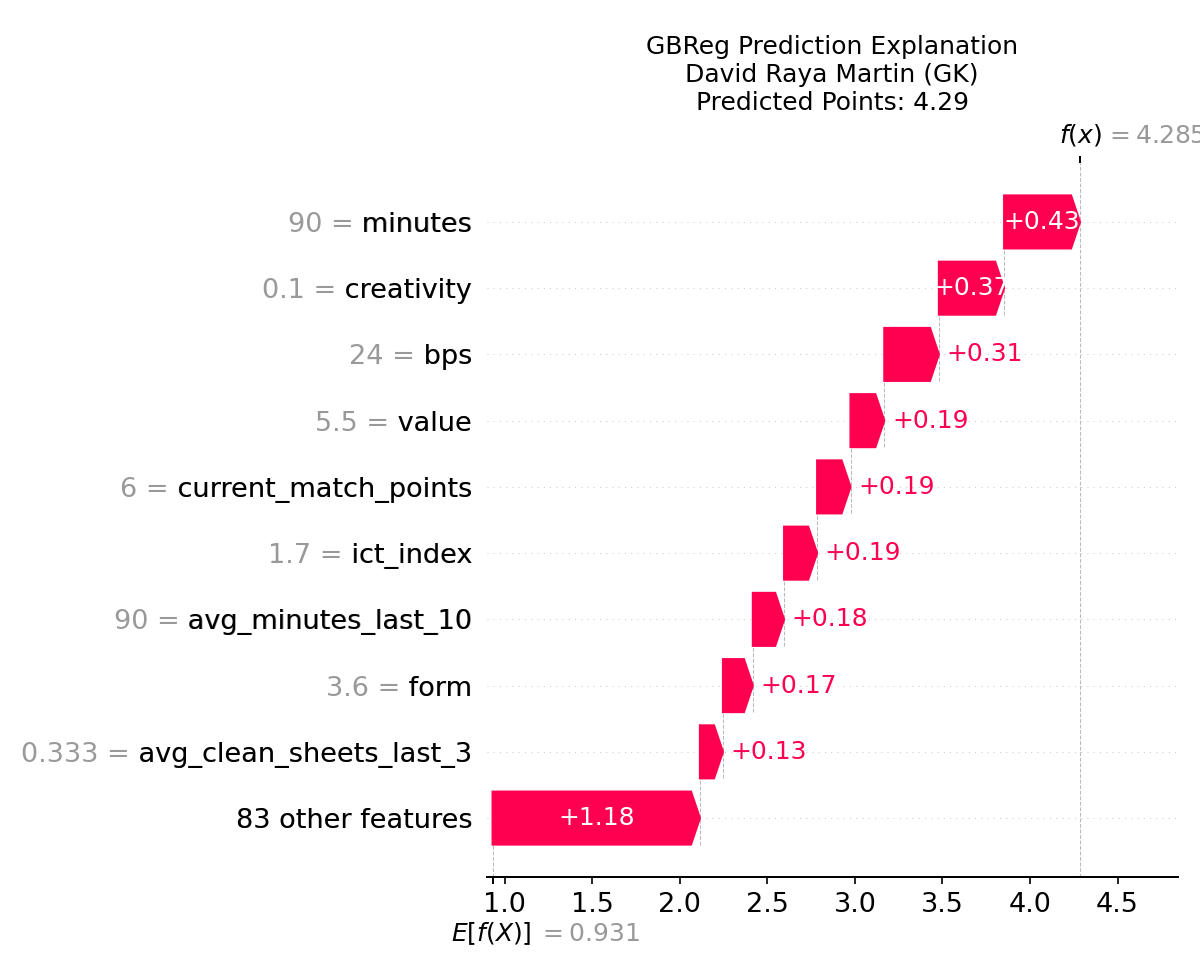 GBReg Prediction Explanation
David Raya Martin (GK)
Predicted Points: 4.29
f(x) = 4.285
90 = minutes
+0.43
0.1 = creativity
+0.37
24 = bps
+0.31
5.5 = value
+0.19
6 = current_match_points
+0.19
1.7 = ict_index
+0.19
90 = avg_minutes_last_10
+0.18
3.6 = form
+0.17
0.333 = avg_clean_sheets_last_3
+0.13
83 other features
+1.18
1.0 1.5 2.0 2.5 3.0 3.5 4.0 4.5
E[f(X)] = 0.931